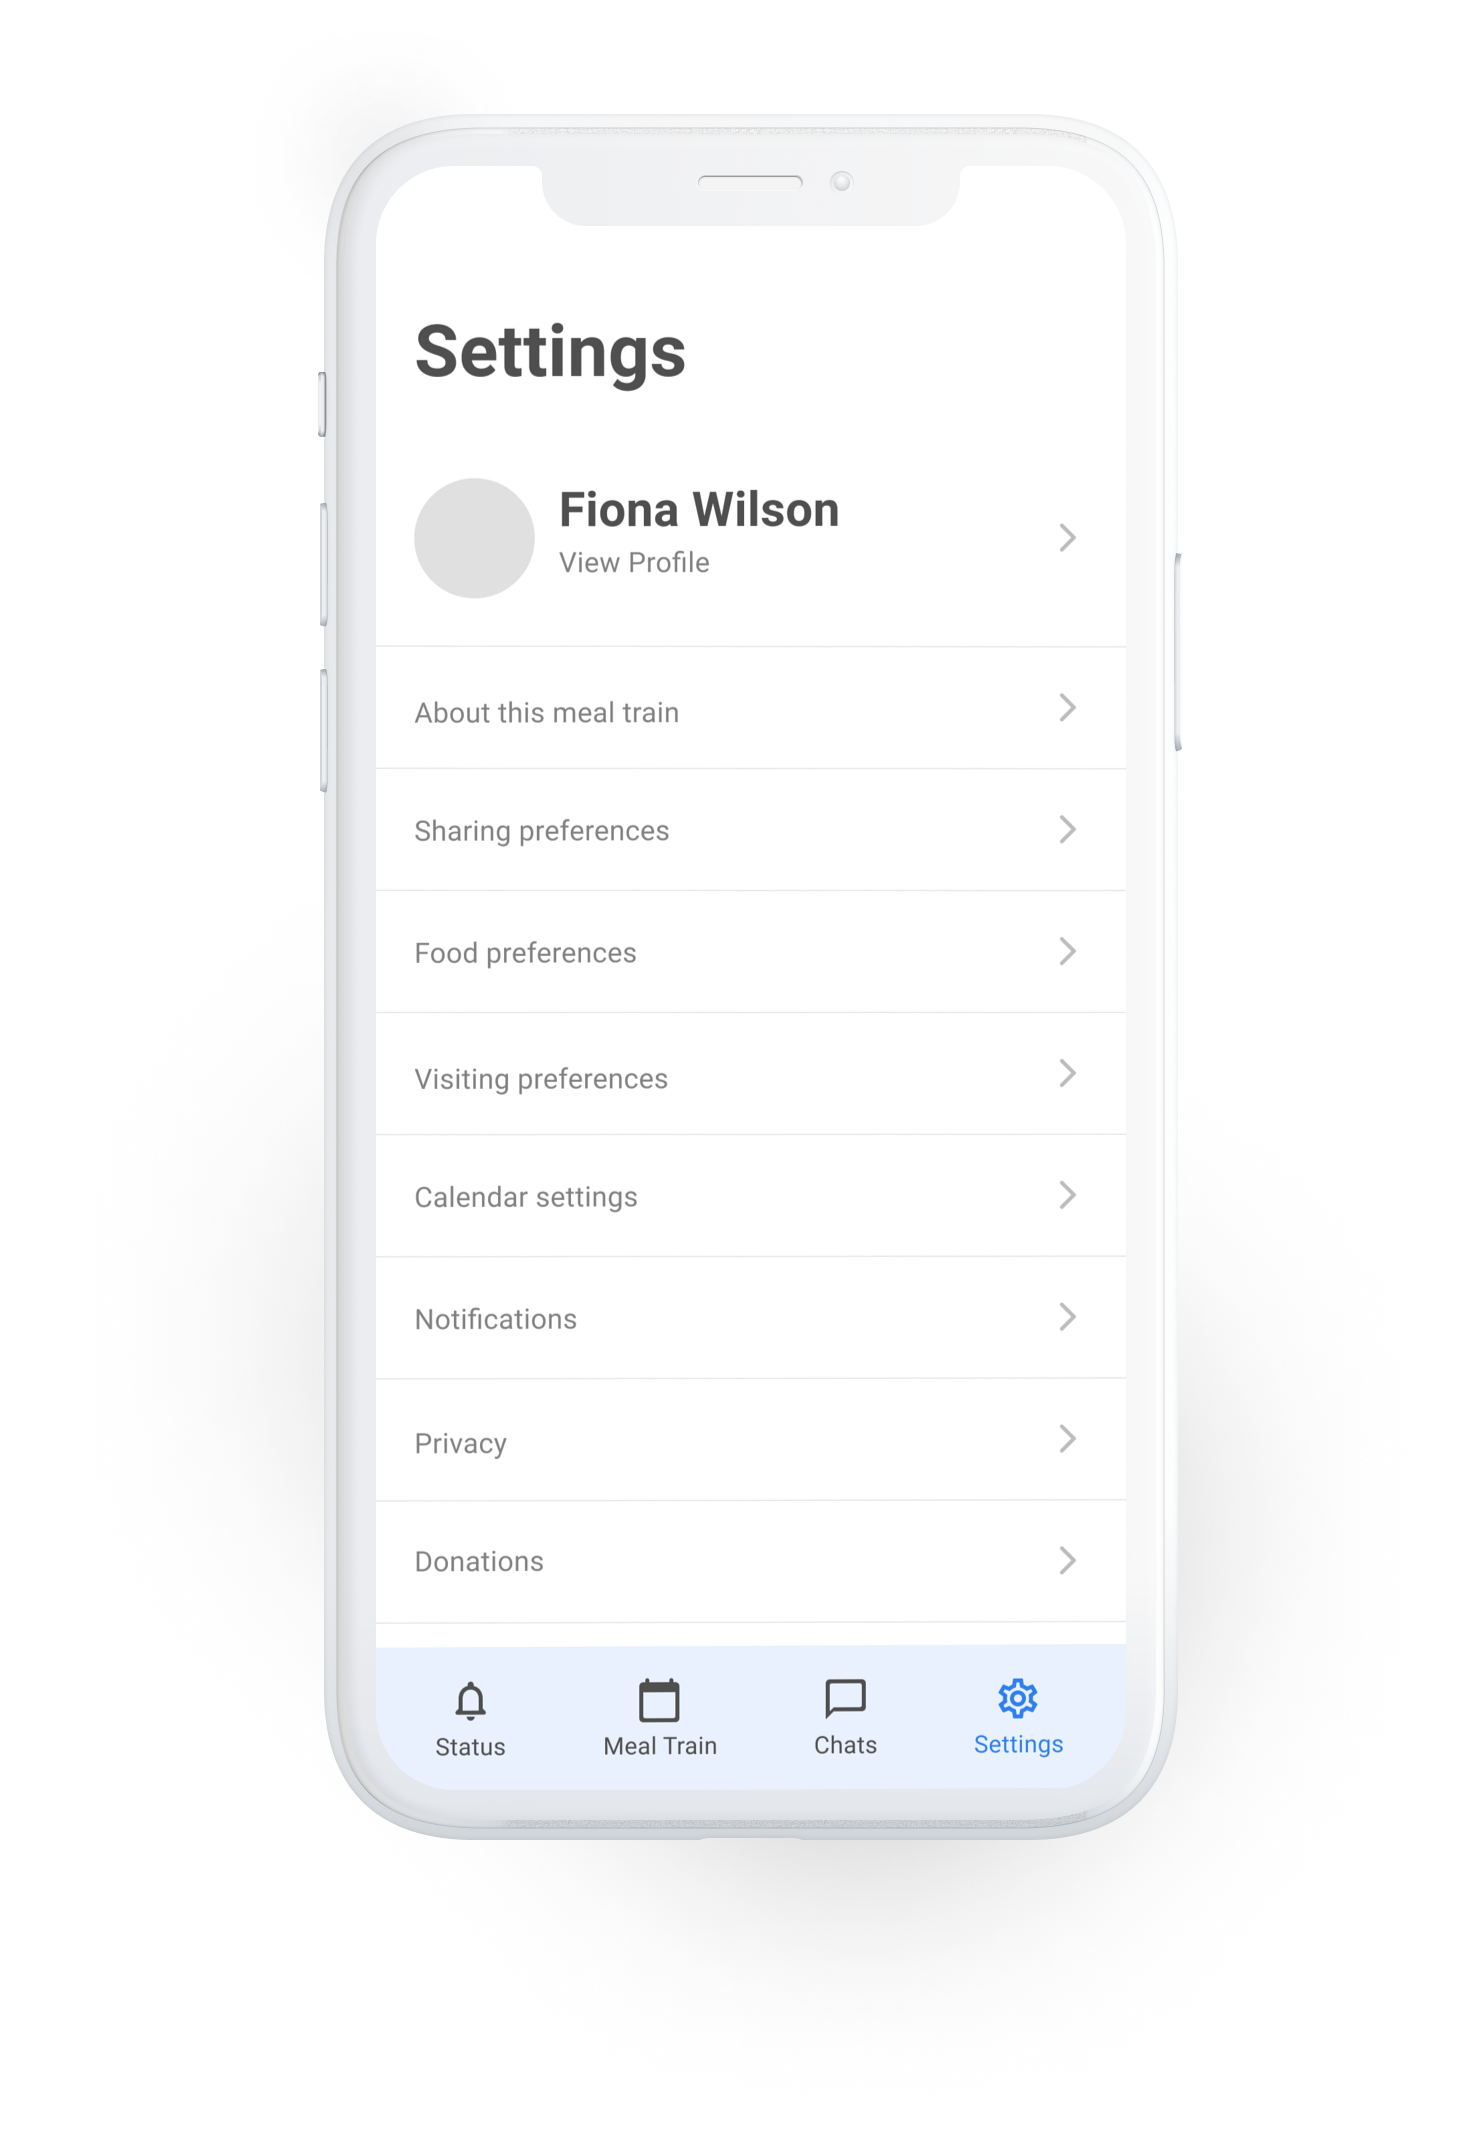 Settings
Fiona Wilson
View Profile
About this meal train
Sharing preferences
Food preferences
Visiting preferences
Calendar settings
Notifications
Privacy
Donations
Status
Meal Train
Chats
Settings